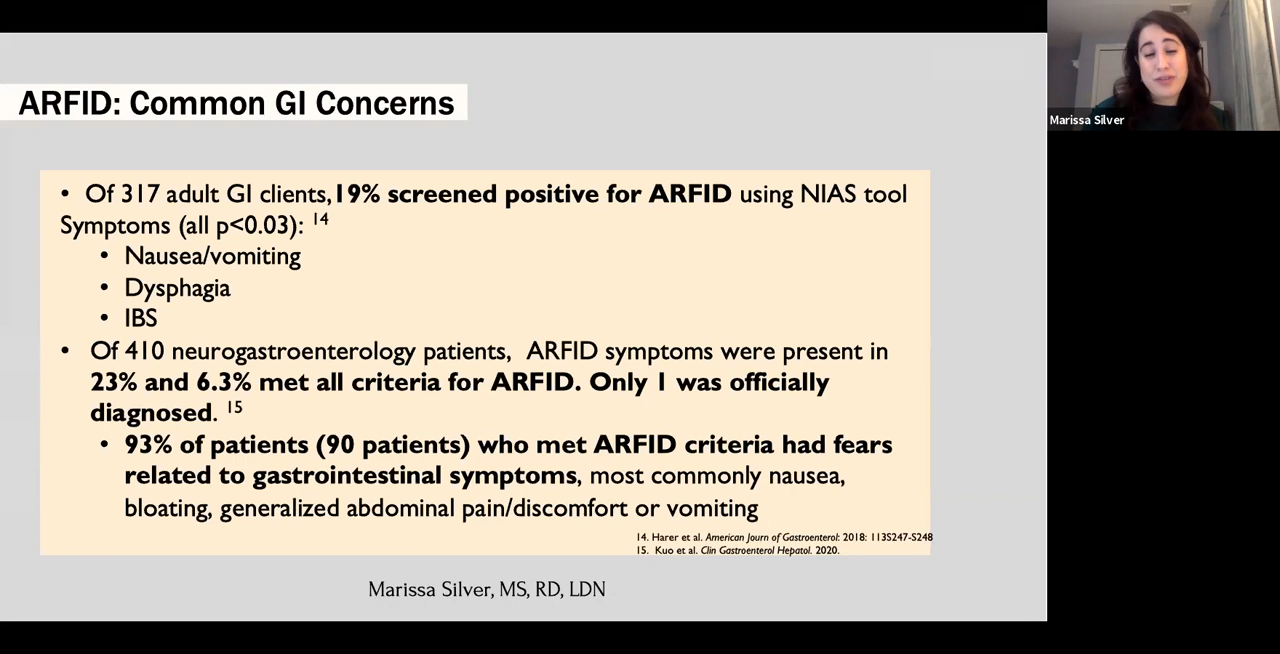 ARFID: Common GI Concerns
Marissa Silver
• Of 317 adult GI clients,19% screened positive for ARFID using NIAS tool
Symptoms (all p<0.03): 14
• Nausea/vomiting
• Dysphagia
• IBS
• Of 410 neurogastroenterology patients, ARFID symptoms were present in
23% and 6.3% met all criteria for ARFID. Only 1 was officially
diagnosed. 15
• 93% of patients (90 patients) who met ARFID criteria had fears
related to gastrointestinal symptoms, most commonly nausea,
bloating, generalized abdominal pain/discomfort or vomiting
14. Harer et al. American Journ of Gastroenterol: 2018: 113S247-S248
15. Kuo et al. Clin Gastroenterol Hepatol. 2020.
Marissa Silver, MS, RD, LDN